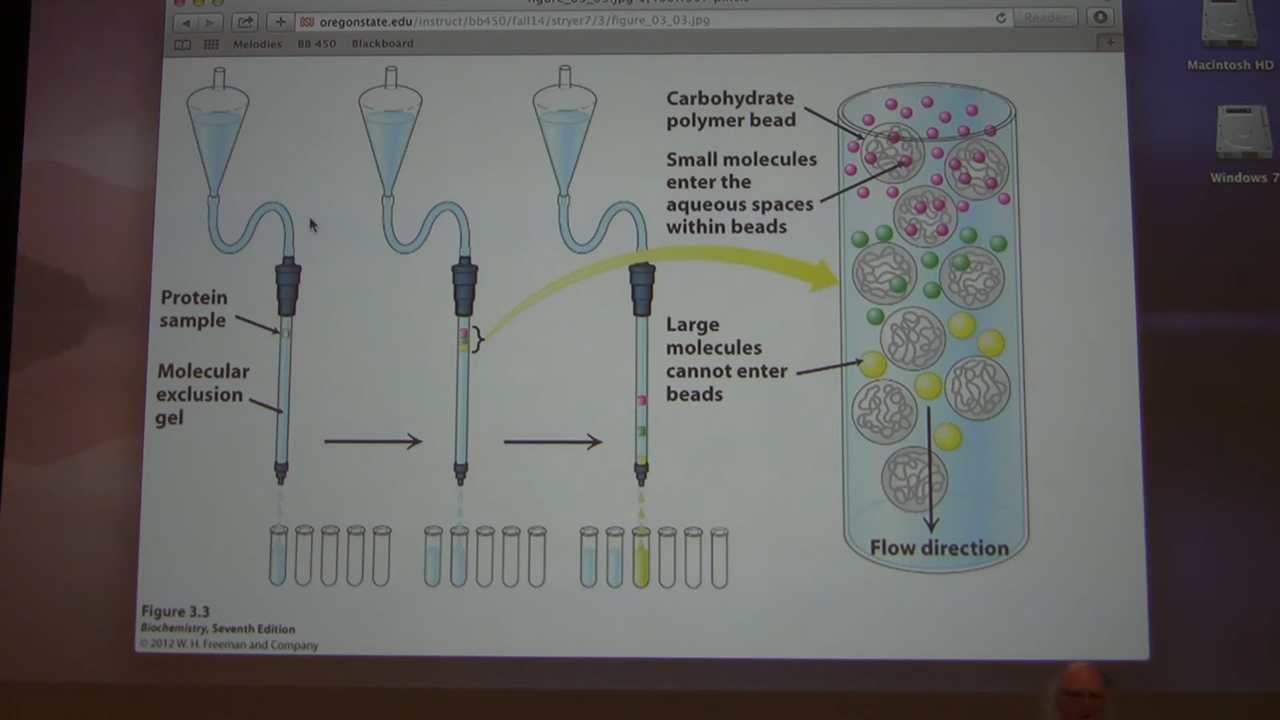 oregonstate.edu/instruct/bb450/fall14/stryer7/3/figure_03_03.jpg
Reader
Melodies BB 450 Blackboard
Macintosh HD
Windows 7
Carbohydrate
polymer bead
Small molecules
enter the
aqueous spaces
within beads
Protein
sample
Large
molecules
cannot enter
beads
Molecular
exclusion
gel
Flow direction
Figure 3.3
Biochemistry, Seventh Edition
© 2012 W. H. Freeman and Company